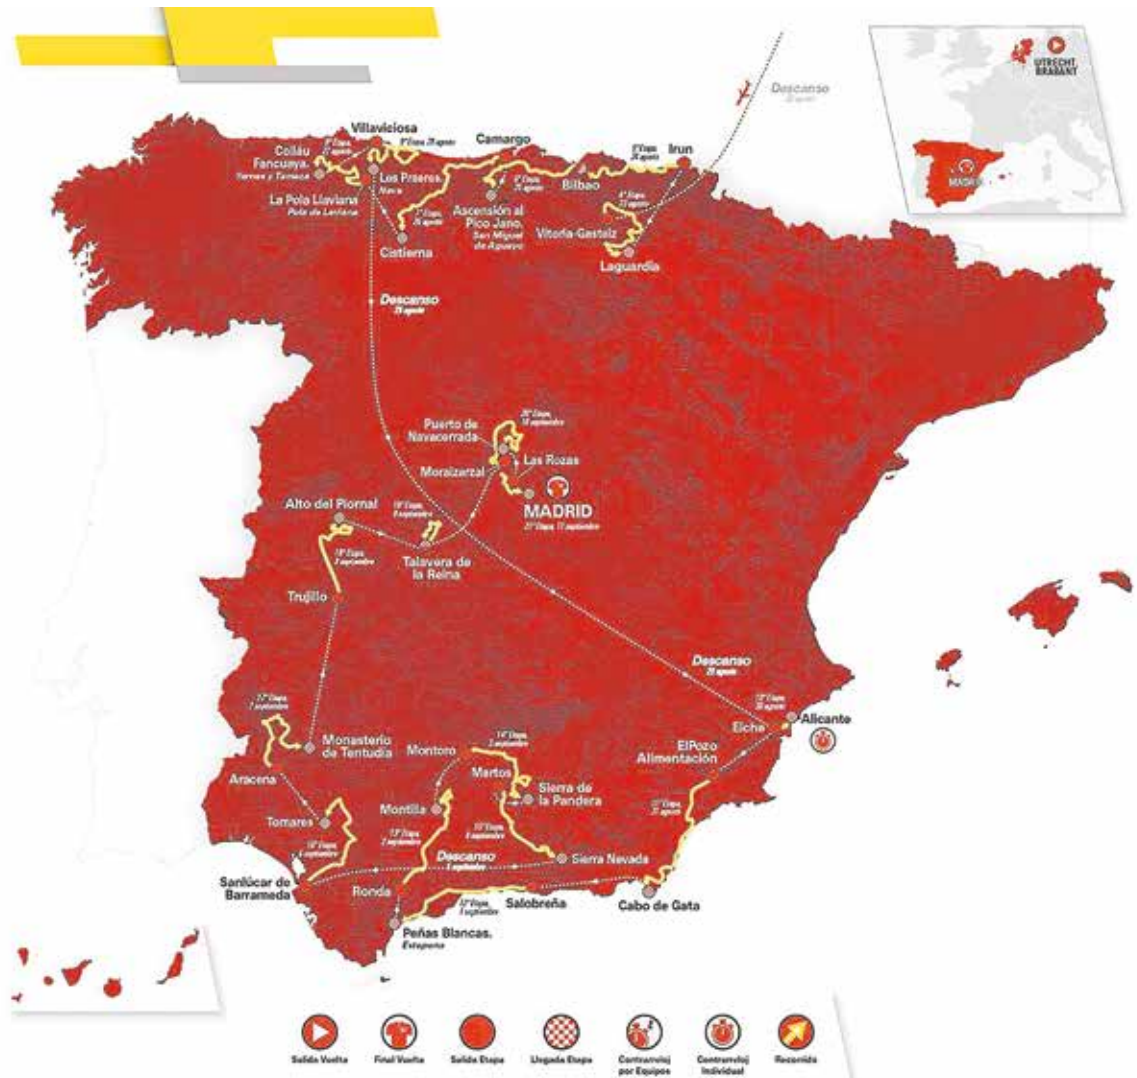 Descanso
UTRECHT
BRABANT
MADRID
Villaviciosa
Camargo
Irun
Colláu
Fancuaya.
Yernes y Tameza
Los Praeres
Nava
Bilbao
La Pola Llaviana
Pola de Laviana
Ascensión al
Pico Jano.
San Miguel
de Aguayo
Vitoria-Gasteiz
Cistierna
Laguardia
Descanso
Puerto de
Navacerrada
Las Rozas
Moralzarzal
MADRID
21ª Etapa, 11 septiembre
Alto del Piornal
Talavera de
la Reina
Trujillo
Descanso
Alicante
Elche
ElPozo
Alimentación
Monasterio
de Tentudía
Montoro
Martos
Aracena
Sierra de
la Pandera
Montilla
Tomares
Descanso
Sierra Nevada
Sanlúcar de
Barrameda
Ronda
Salobreña
Cabo de Gata
Peñas Blancas.
Estepona
Salida Vuelta
Final Vuelta
Salida Etapa
Llegada Etapa
Contrarreloj
por Equipos
Contrarreloj
Individual
Recorrido